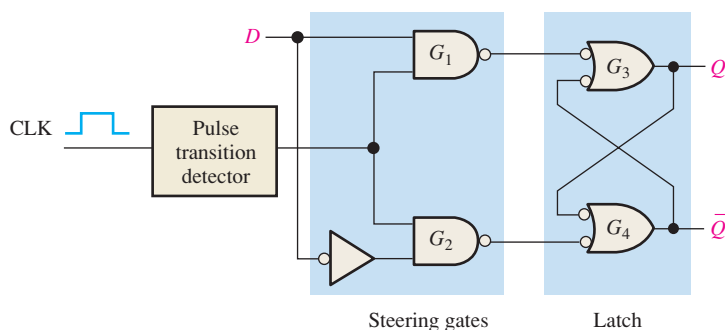 D
G1
G3
Q
CLK
Pulse
transition
detector
G2
G4
Q̄
Steering gates
Latch